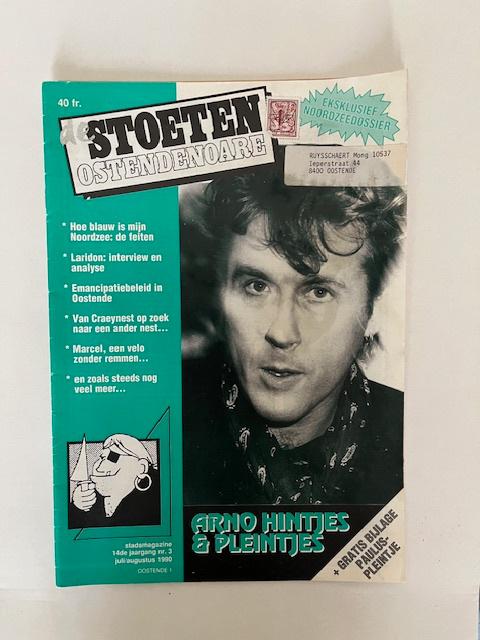 40 fr.
de STOETEN
OSTENDENOARE
EKSKLUSIEF
NOORDZEEDOSSIER
RUYSSCHAERT Mong 10537
Ieperstraat 44
8400 OOSTENDE
* Hoe blauw is mijn
Noordzee: de feiten
* Laridon: interview en
analyse
* Emancipatiebeleid in
Oostende
* Van Craeynest op zoek
naar een ander nest...
* Marcel, een velo
zonder remmen...
* en zoals steeds nog
veel meer...
ARNO HINTJES
& PLEINTJES
+ GRATIS BIJLAGE
PAULUS-
PLEINTJE
stadsmagazine
14de jaargang nr. 3
juli/augustus 1990
OOSTENDE 1